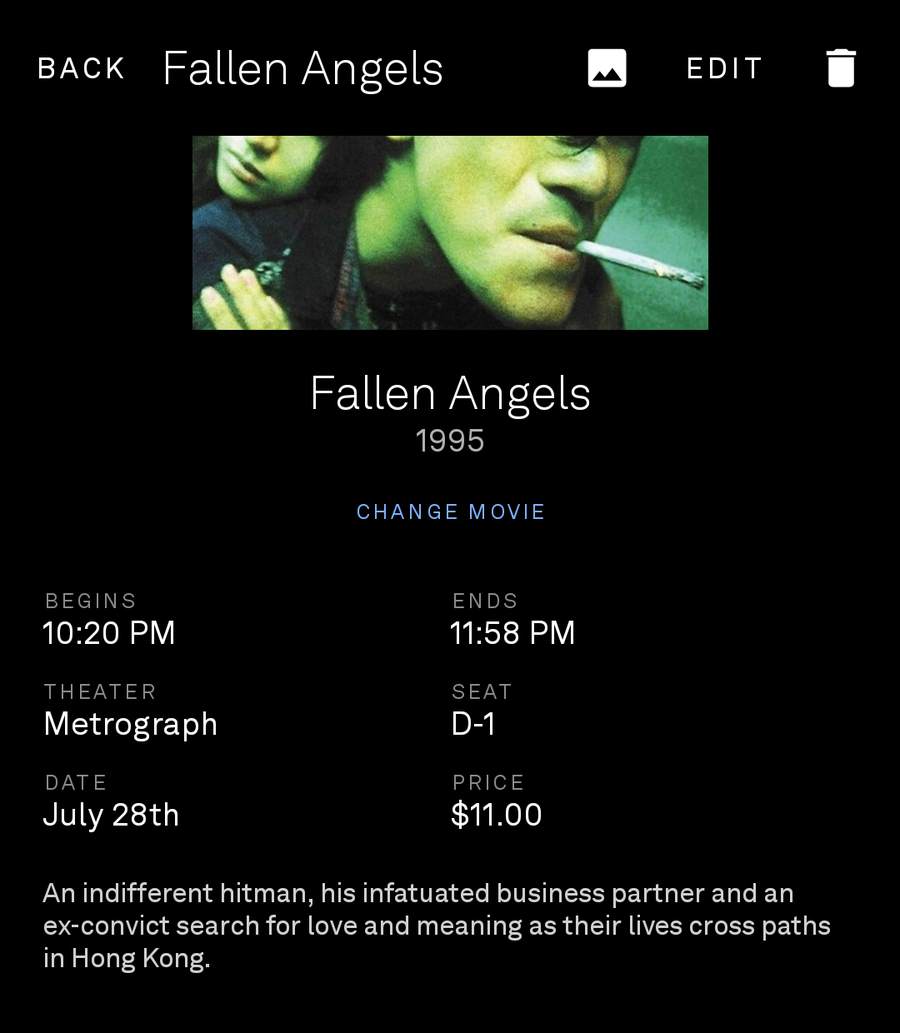 BACK Fallen Angels EDIT
Fallen Angels
1995
CHANGE MOVIE
BEGINS ENDS
10:20 PM 11:58 PM
THEATER SEAT
Metrograph D-1
DATE PRICE
July 28th $11.00
An indifferent hitman, his infatuated business partner and an
ex-convict search for love and meaning as their lives cross paths
in Hong Kong.